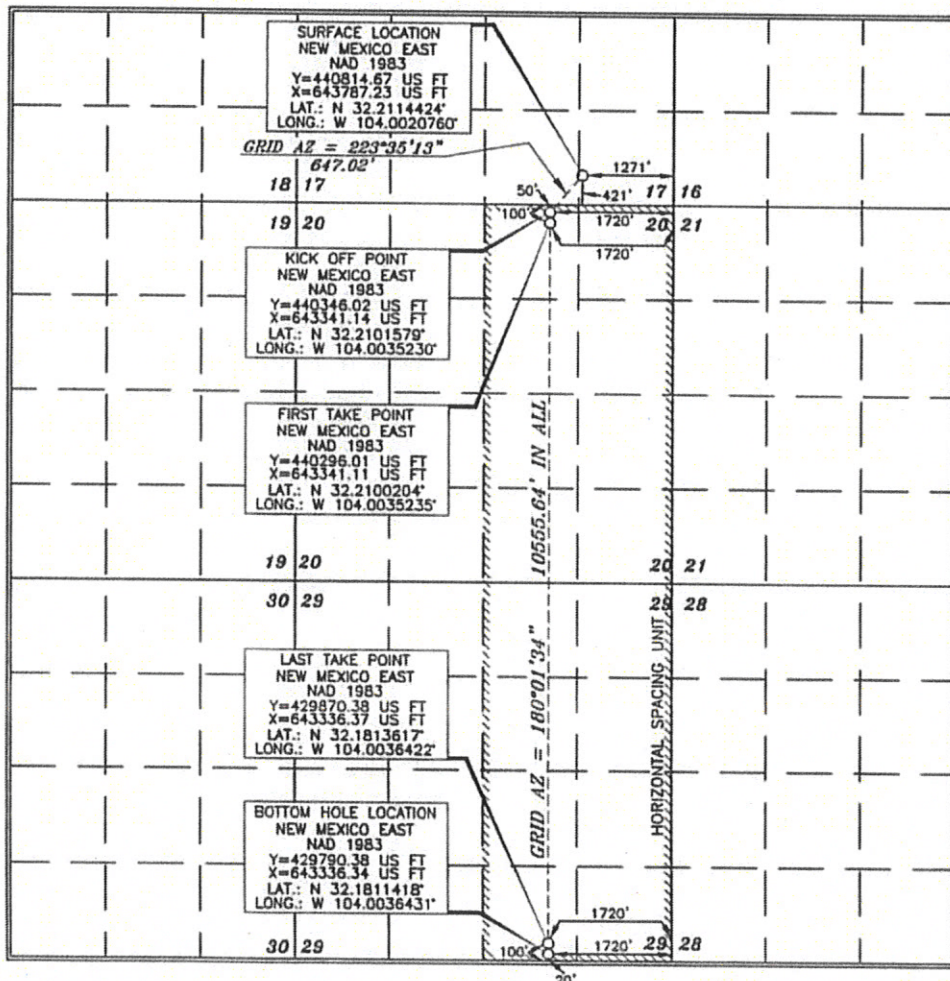 SURFACE LOCATION
NEW MEXICO EAST
NAD 1983
Y=440814.67 US FT
X=643787.23 US FT
LAT.: N 32.2114424°
LONG.: W 104.0020760°
GRID AZ = 223°35'13"
647.02'
1271'
18 17
50'
421'
17 16
19 20
100'
1720'
20 21
1720'
KICK OFF POINT
NEW MEXICO EAST
NAD 1983
Y=440346.02 US FT
X=643341.14 US FT
LAT.: N 32.2101579°
LONG.: W 104.0035230°
FIRST TAKE POINT
NEW MEXICO EAST
NAD 1983
Y=440296.01 US FT
X=643341.11 US FT
LAT.: N 32.2100204°
LONG.: W 104.0035235°
GRID AZ = 180°01'34" 10555.64' IN ALL
19 20
20 21
30 29
29 28
HORIZONTAL SPACING UNIT
LAST TAKE POINT
NEW MEXICO EAST
NAD 1983
Y=429870.38 US FT
X=643336.37 US FT
LAT.: N 32.1813617°
LONG.: W 104.0036422°
BOTTOM HOLE LOCATION
NEW MEXICO EAST
NAD 1983
Y=429790.38 US FT
X=643336.34 US FT
LAT.: N 32.1811418°
LONG.: W 104.0036431°
1720'
30 29
100'
1720'
29 28
20'